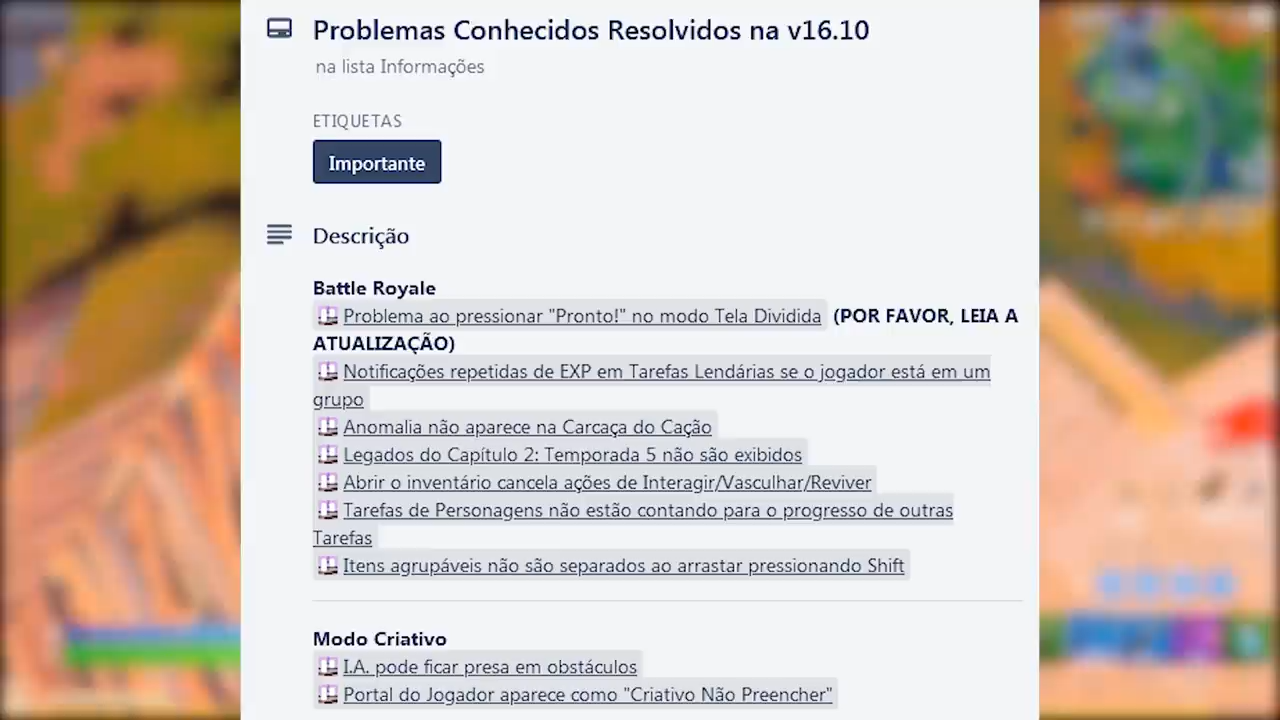 Problemas Conhecidos Resolvidos na v16.10
na lista Informações
ETIQUETAS
Importante
Descrição
Battle Royale
Problema ao pressionar "Pronto!" no modo Tela Dividida (POR FAVOR, LEIA A
ATUALIZAÇÃO)
Notificações repetidas de EXP em Tarefas Lendárias se o jogador está em um
grupo
Anomalia não aparece na Carcaça do Cação
Legados do Capítulo 2: Temporada 5 não são exibidos
Abrir o inventário cancela ações de Interagir/Vasculhar/Reviver
Tarefas de Personagens não estão contando para o progresso de outras
Tarefas
Itens agrupáveis não são separados ao arrastar pressionando Shift
Modo Criativo
I.A. pode ficar presa em obstáculos
Portal do Jogador aparece como "Criativo Não Preencher"